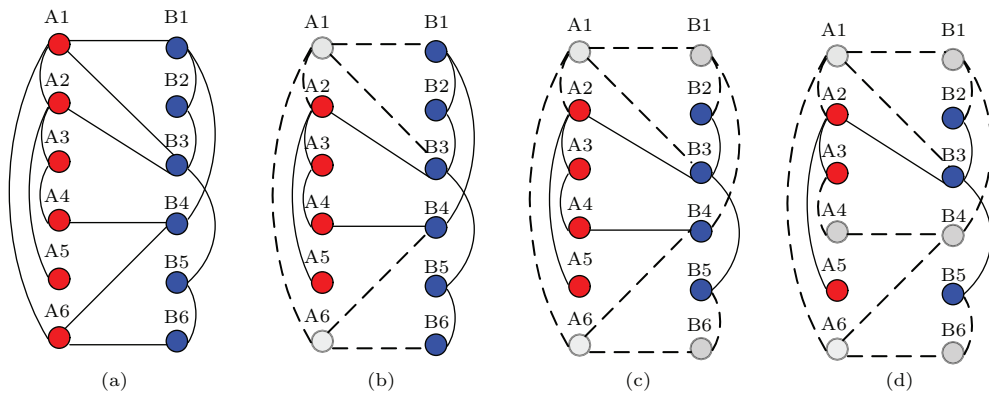 A1 B1
A2 B2
A3 B3
A4 B4
A5 B5
A6 B6
(a)
A1 B1
A2 B2
A3 B3
A4 B4
A5 B5
A6 B6
(b)
A1 B1
A2 B2
A3 B3
A4 B4
A5 B5
A6 B6
(c)
A1 B1
A2 B2
A3 B3
A4 B4
A5 B5
A6 B6
(d)